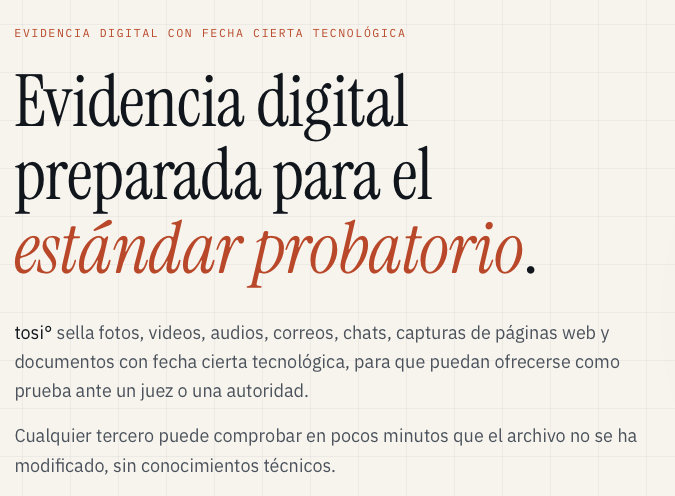 EVIDENCIA DIGITAL CON FECHA CIERTA TECNOLÓGICA
Evidencia digital
preparada para el
estándar probatorio.
tosi° sella fotos, videos, audios, correos, chats, capturas de páginas web y
documentos con fecha cierta tecnológica, para que puedan ofrecerse como
prueba ante un juez o una autoridad.
Cualquier tercero puede comprobar en pocos minutos que el archivo no se ha
modificado, sin conocimientos técnicos.